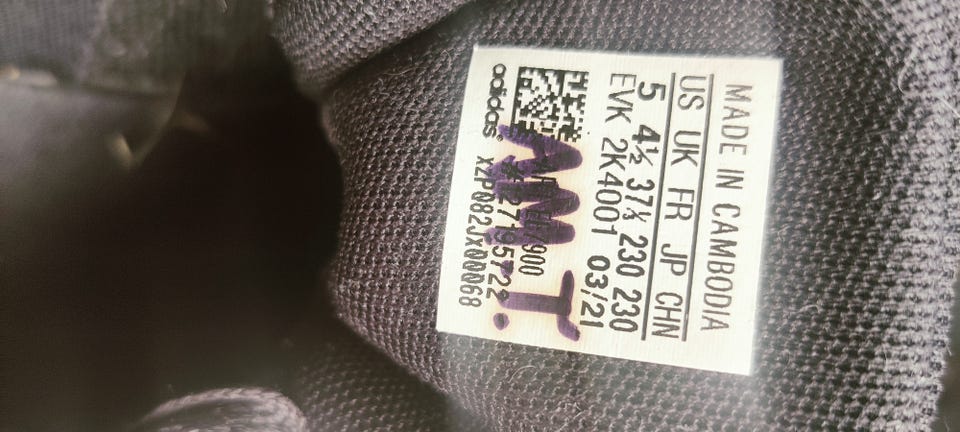 MADE IN CAMBODIA
US UK FR JP CHN
5 4½ 37⅓ 230 230
EVK 2K4001 03/21
adidas®
XZP082JX00068